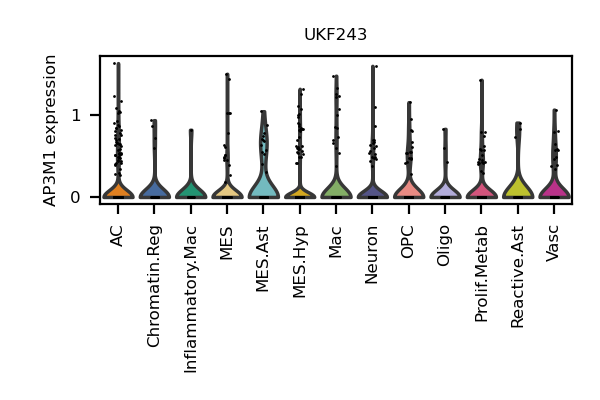 UKF243
AP3M1 expression
1
0
AC
Chromatin.Reg
Inflammatory.Mac
MES
MES.Ast
MES.Hyp
Mac
Neuron
OPC
Oligo
Prolif.Metab
Reactive.Ast
Vasc